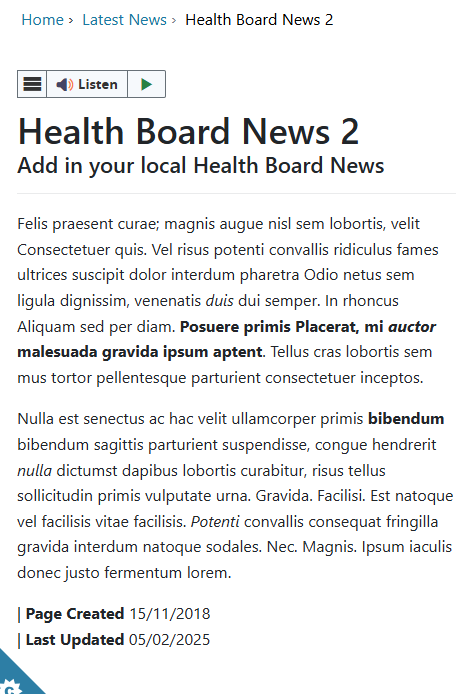 Home › Latest News › Health Board News 2
Listen
Health Board News 2
Add in your local Health Board News
Felis praesent curae; magnis augue nisl sem lobortis, velit
Consectetuer quis. Vel risus potenti convallis ridiculus fames
ultrices suscipit dolor interdum pharetra Odio netus sem
ligula dignissim, venenatis duis dui semper. In rhoncus
Aliquam sed per diam. Posuere primis Placerat, mi auctor
malesuada gravida ipsum aptent. Tellus cras lobortis sem
mus tortor pellentesque parturient consectetuer inceptos.
Nulla est senectus ac hac velit ullamcorper primis bibendum
bibendum sagittis parturient suspendisse, congue hendrerit
nulla dictumst dapibus lobortis curabitur, risus tellus
sollicitudin primis vulputate urna. Gravida. Facilisi. Est natoque
vel facilisis vitae facilisis. Potenti convallis consequat fringilla
gravida interdum natoque sodales. Nec. Magnis. Ipsum iaculis
donec justo fermentum lorem.
| Page Created 15/11/2018
| Last Updated 05/02/2025
C